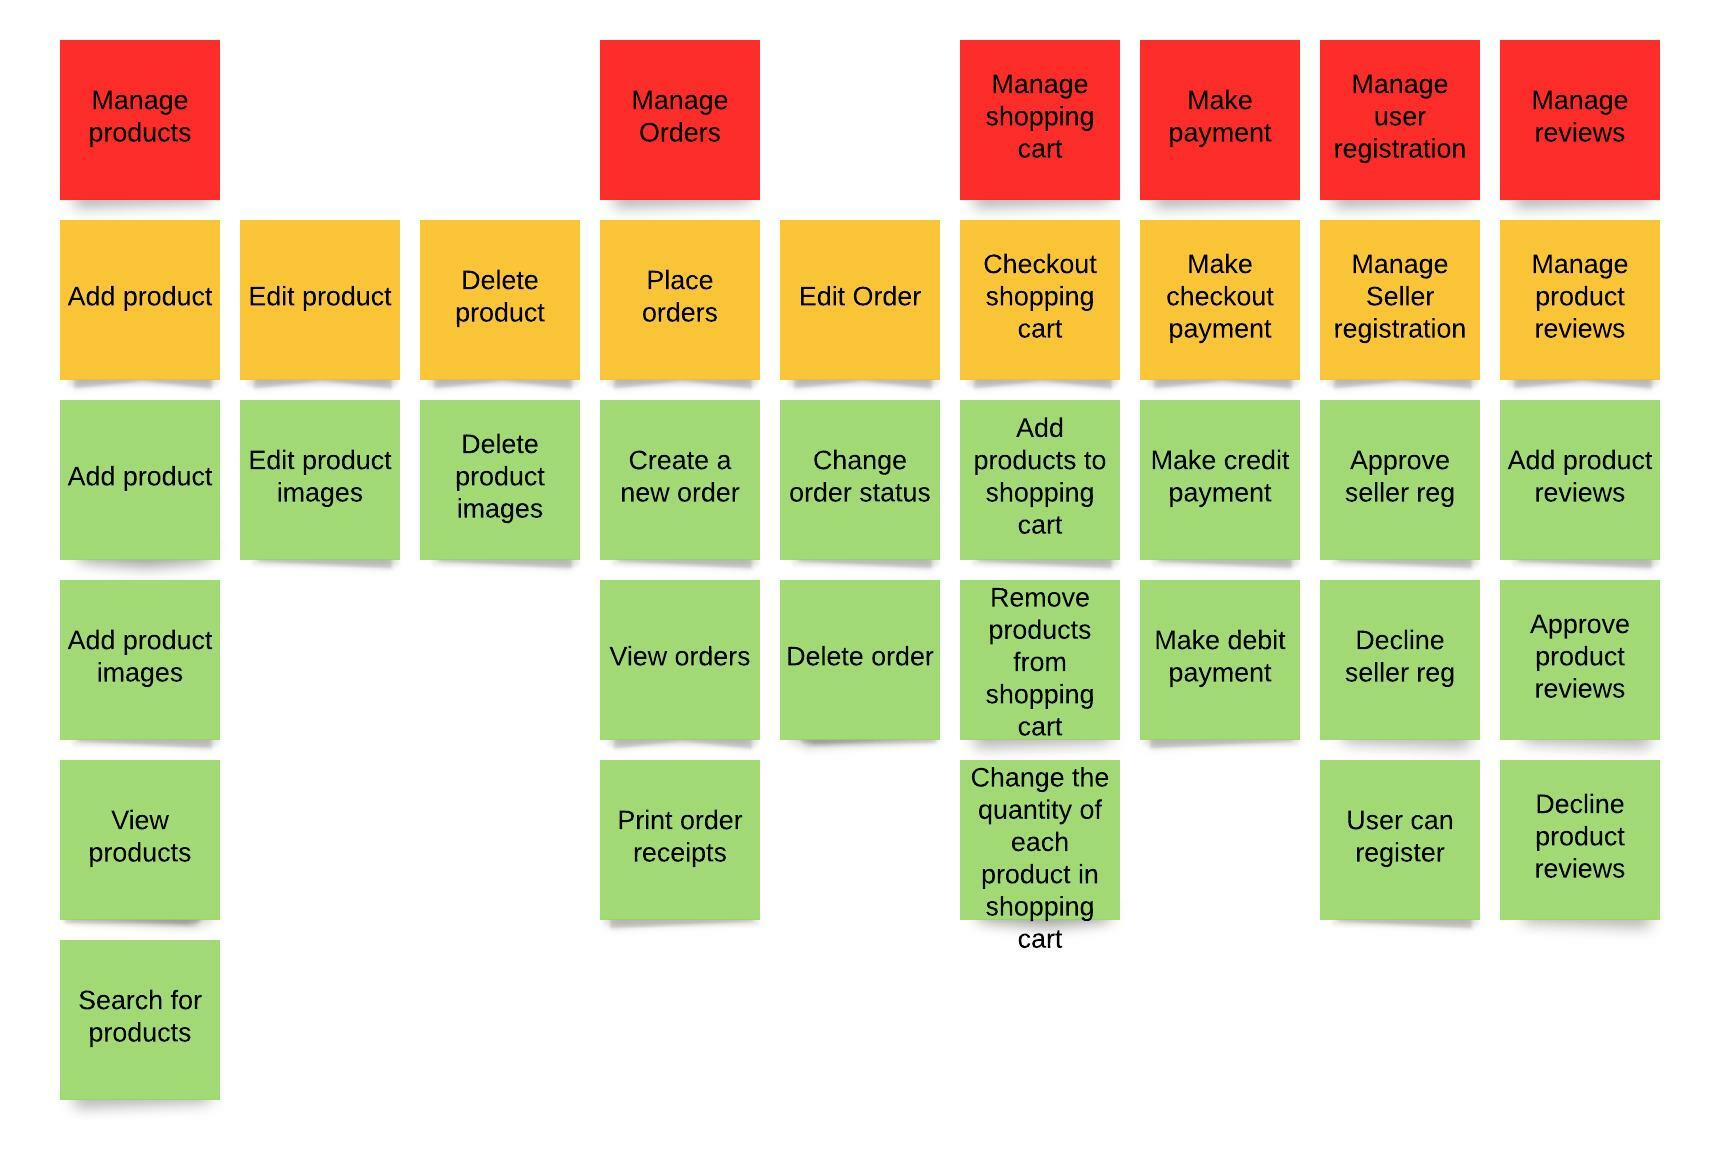 Manage
products
Manage
Orders
Manage
shopping
cart
Make
payment
Manage
user
registration
Manage
reviews
Add product
Edit product
Delete
product
Place
orders
Edit Order
Checkout
shopping
cart
Make
checkout
payment
Manage
Seller
registration
Manage
product
reviews
Add product
Edit product
images
Delete
product
images
Create a
new order
Change
order status
Add
products to
shopping
cart
Make credit
payment
Approve
seller reg
Add product
reviews
Add product
images
View orders
Delete order
Remove
products
from
shopping
cart
Make debit
payment
Decline
seller reg
Approve
product
reviews
View
products
Print order
receipts
Change the
quantity of
each
product in
shopping
cart
User can
register
Decline
product
reviews
Search for
products